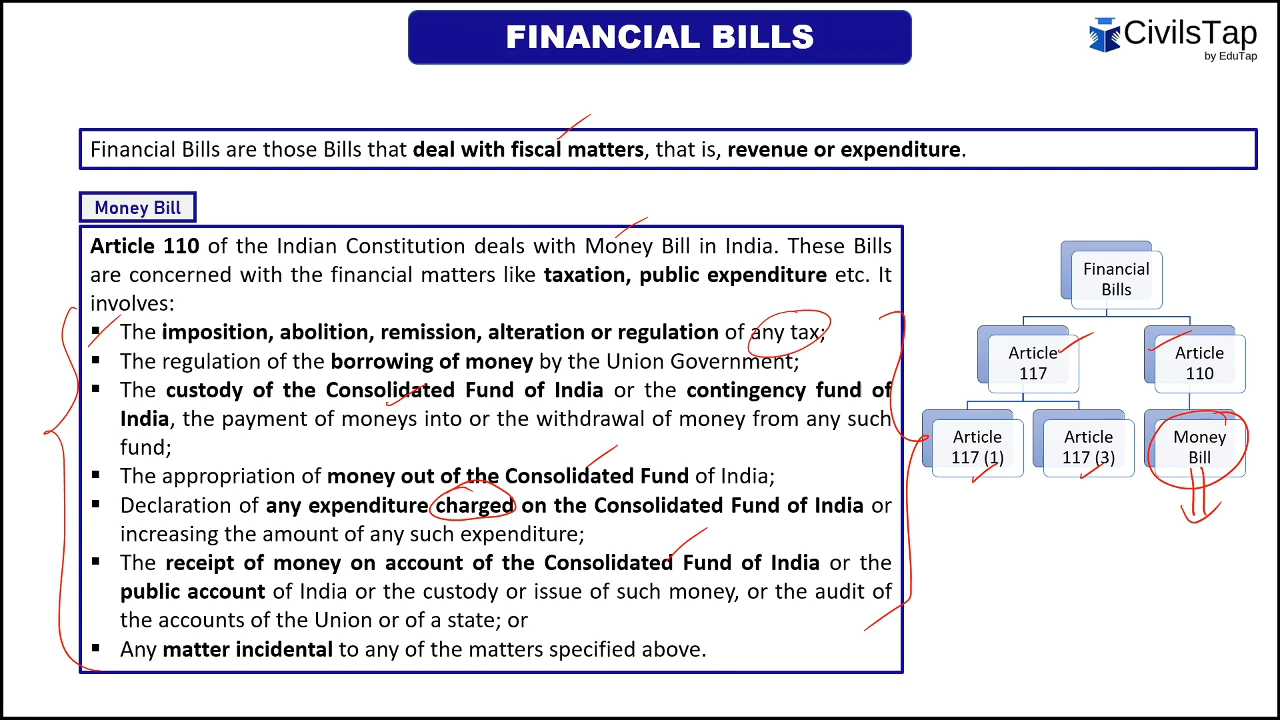 FINANCIAL BILLS
CivilsTap
by EduTap
Financial Bills are those Bills that deal with fiscal matters, that is, revenue or expenditure.
Money Bill
Article 110 of the Indian Constitution deals with Money Bill in India. These Bills
are concerned with the financial matters like taxation, public expenditure etc. It
involves:
▪ The imposition, abolition, remission, alteration or regulation of any tax;
▪ The regulation of the borrowing of money by the Union Government;
▪ The custody of the Consolidated Fund of India or the contingency fund of
India, the payment of moneys into or the withdrawal of money from any such
fund;
▪ The appropriation of money out of the Consolidated Fund of India;
▪ Declaration of any expenditure charged on the Consolidated Fund of India or
increasing the amount of any such expenditure;
▪ The receipt of money on account of the Consolidated Fund of India or the
public account of India or the custody or issue of such money, or the audit of
the accounts of the Union or of a state; or
▪ Any matter incidental to any of the matters specified above.
Financial
Bills
Article
117
Article
110
Article
117 (1)
Article
117 (3)
Money
Bill